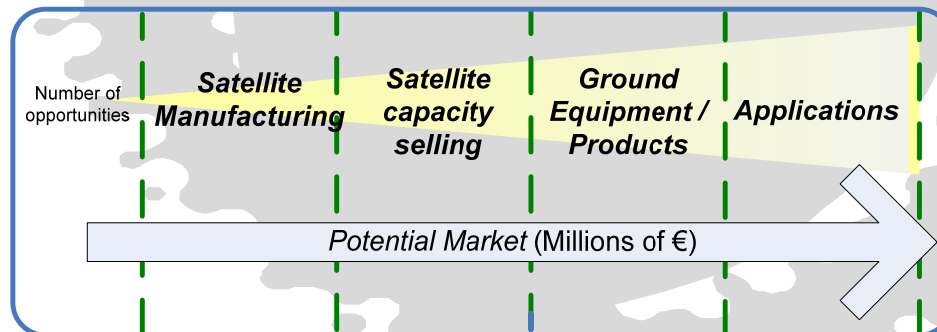 Number of
opportunities
Satellite
Manufacturing
Satellite
capacity
selling
Ground
Equipment /
Products
Applications
Potential Market (Millions of €)